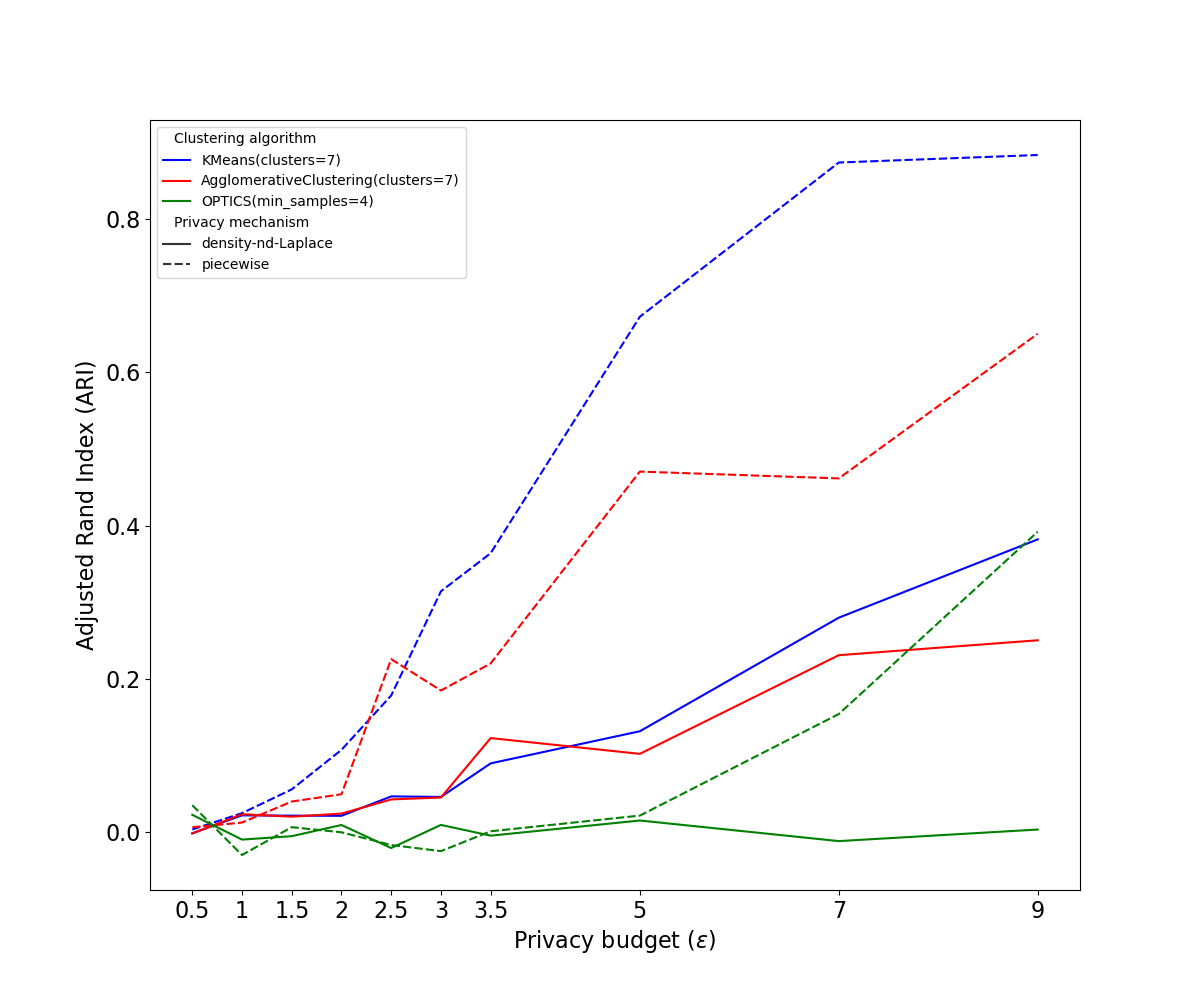 Clustering algorithm
KMeans(clusters=7)
AgglomerativeClustering(clusters=7)
OPTICS(min_samples=4)
Privacy mechanism
density-nd-Laplace
piecewise
Adjusted Rand Index (ARI)
0.8
0.6
0.4
0.2
0.0
0.5 1 1.5 2 2.5 3 3.5 5 7 9
Privacy budget (ε)